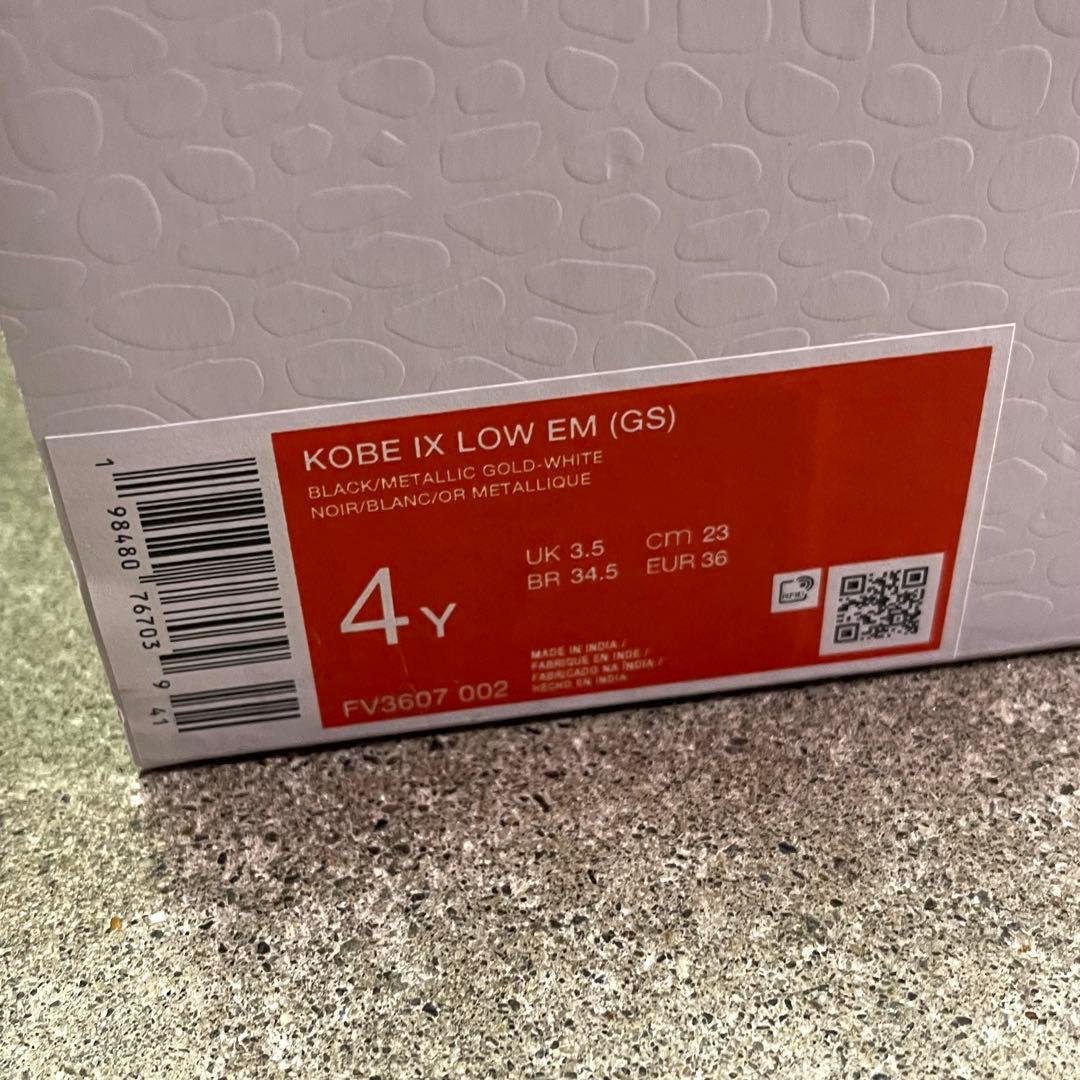 KOBE IX LOW EM (GS)
BLACK/METALLIC GOLD-WHITE
NOIR/BLANC/OR METALLIQUE
4Y
UK 3.5 cm 23
BR 34.5 EUR 36
MADE IN INDIA /
FABRIQUE EN INDE /
FABRICADO NA ÍNDIA /
HECHO EN INDIA
FV3607 002
RFID
1 98480 76703 9 41